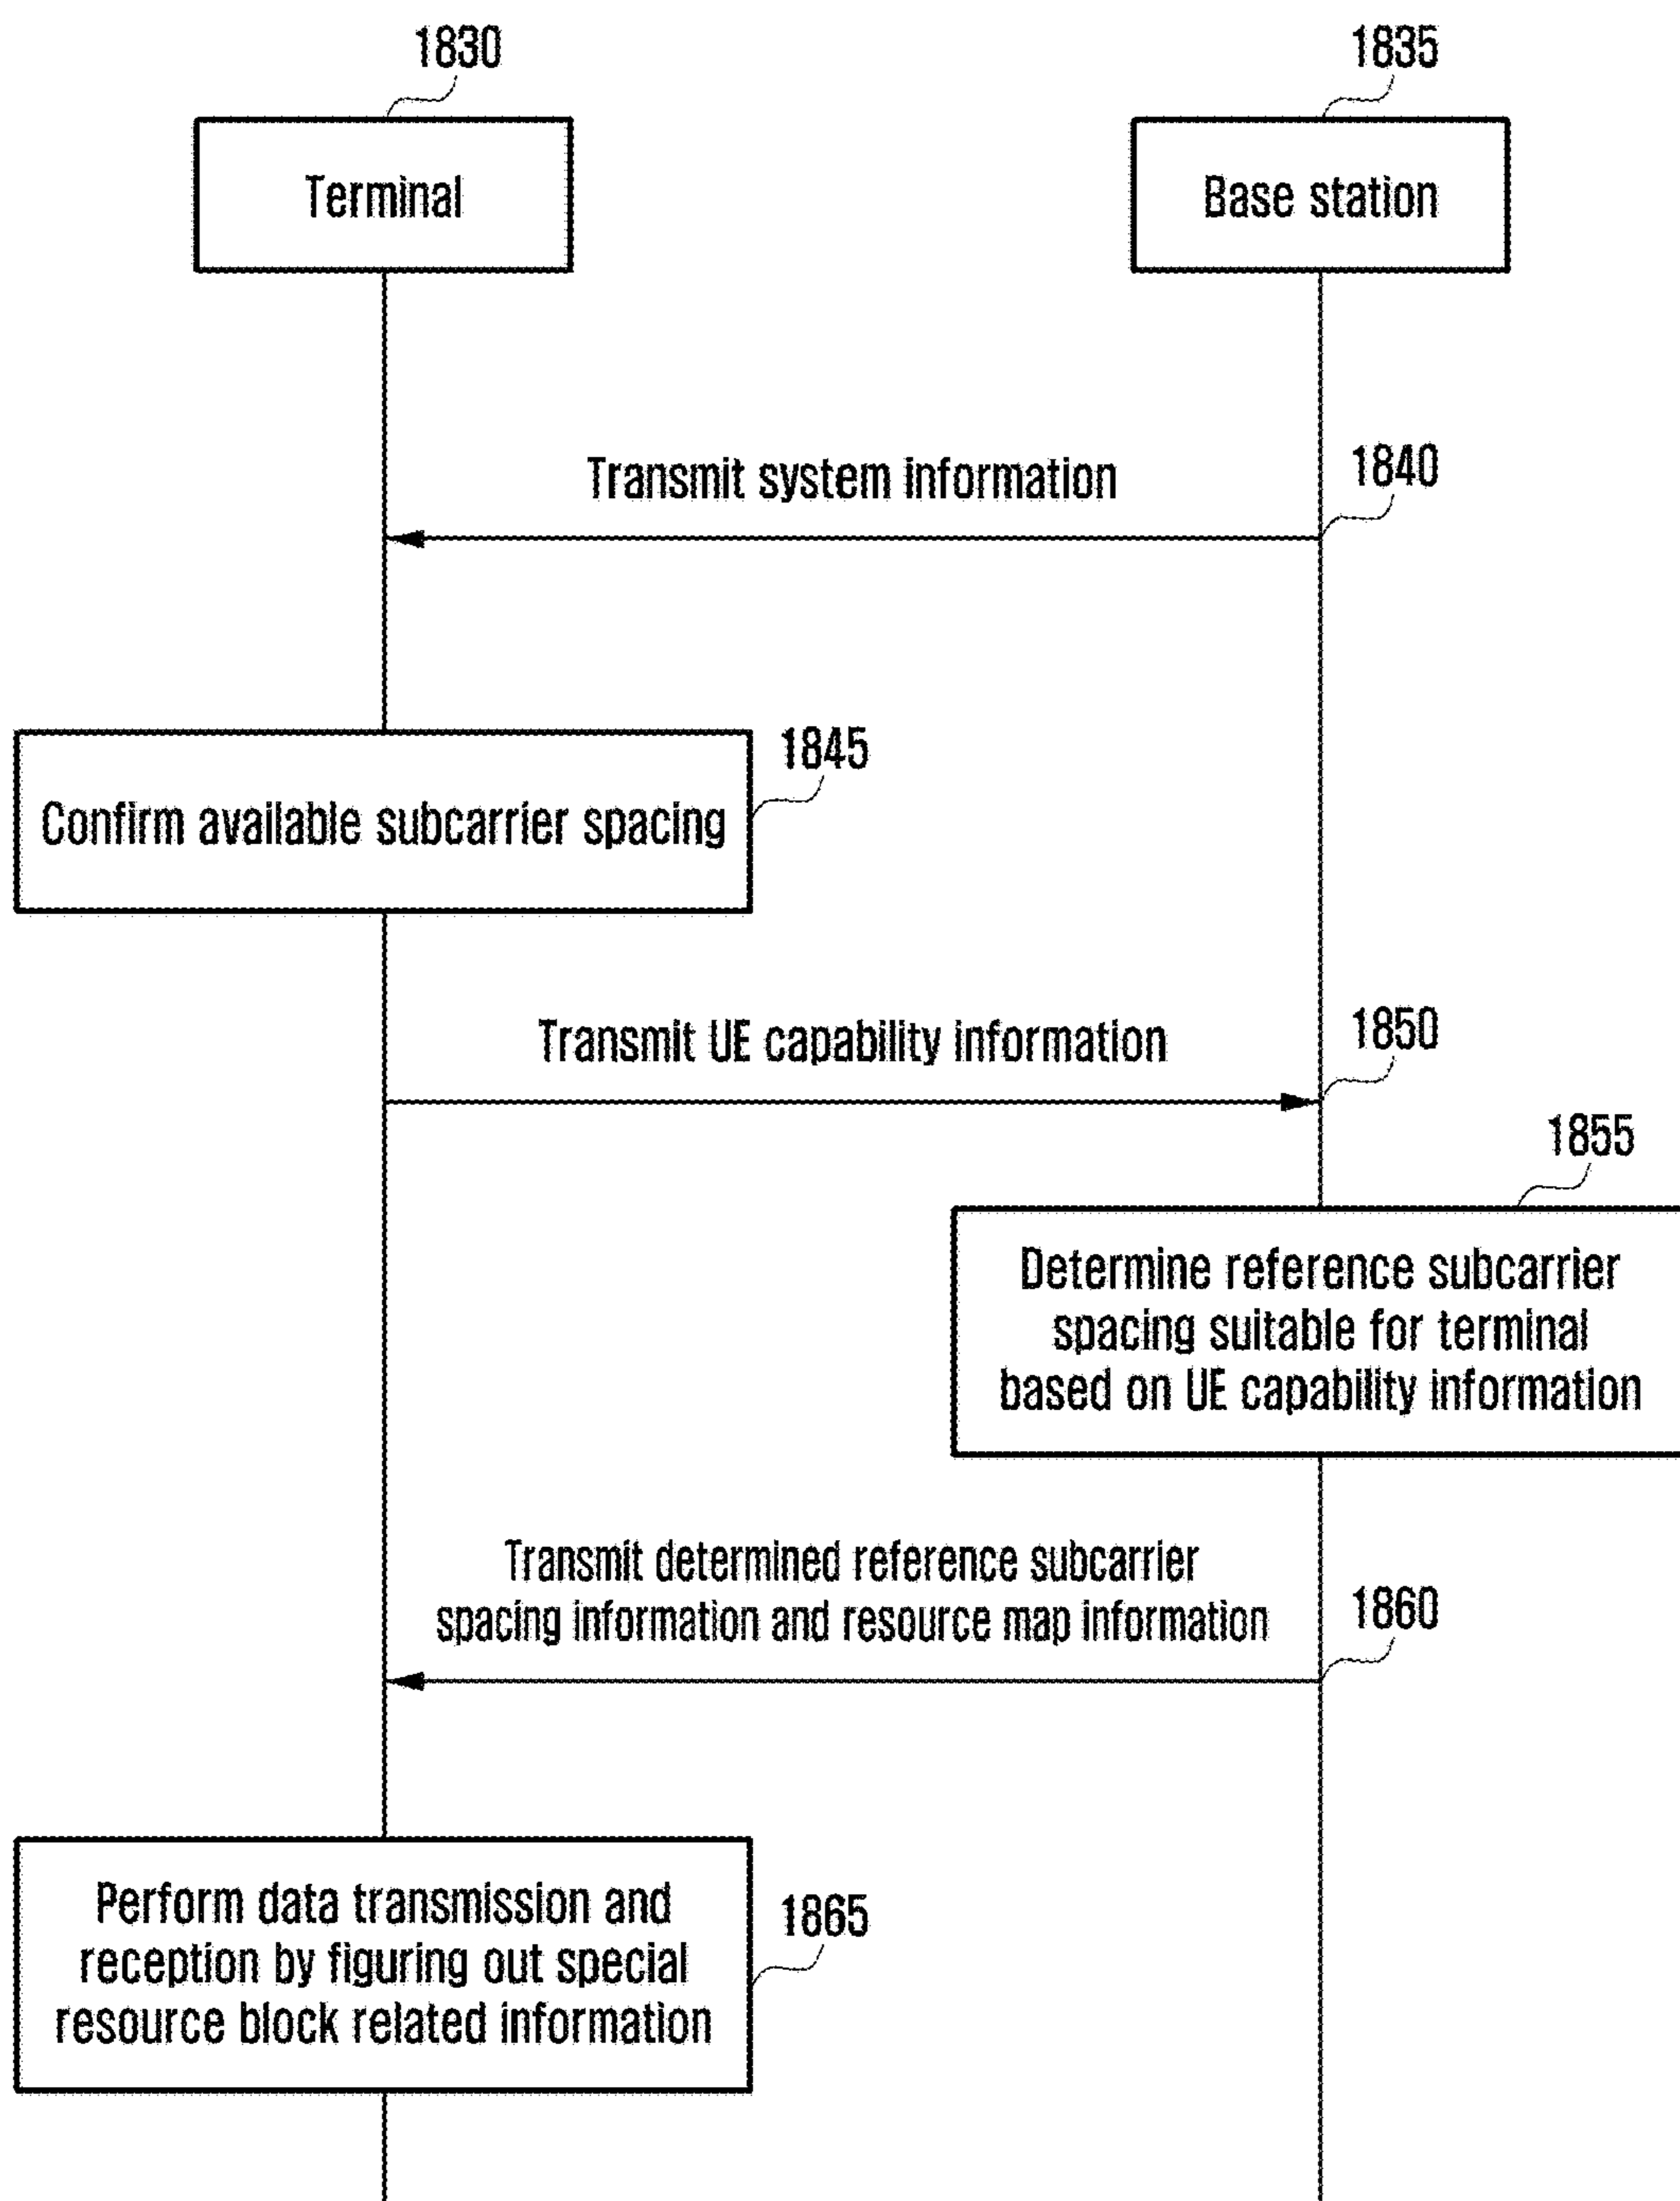 1830
1835
Terminal
Base station
Transmit system information
1840
1845
Confirm available subcarrier spacing
Transmit UE capability information
1850
1855
Determine reference subcarrier
spacing suitable for terminal
based on UE capability information
Transmit determined reference subcarrier
spacing information and resource map information
1860
Perform data transmission and
reception by figuring out special
resource block related information
1865